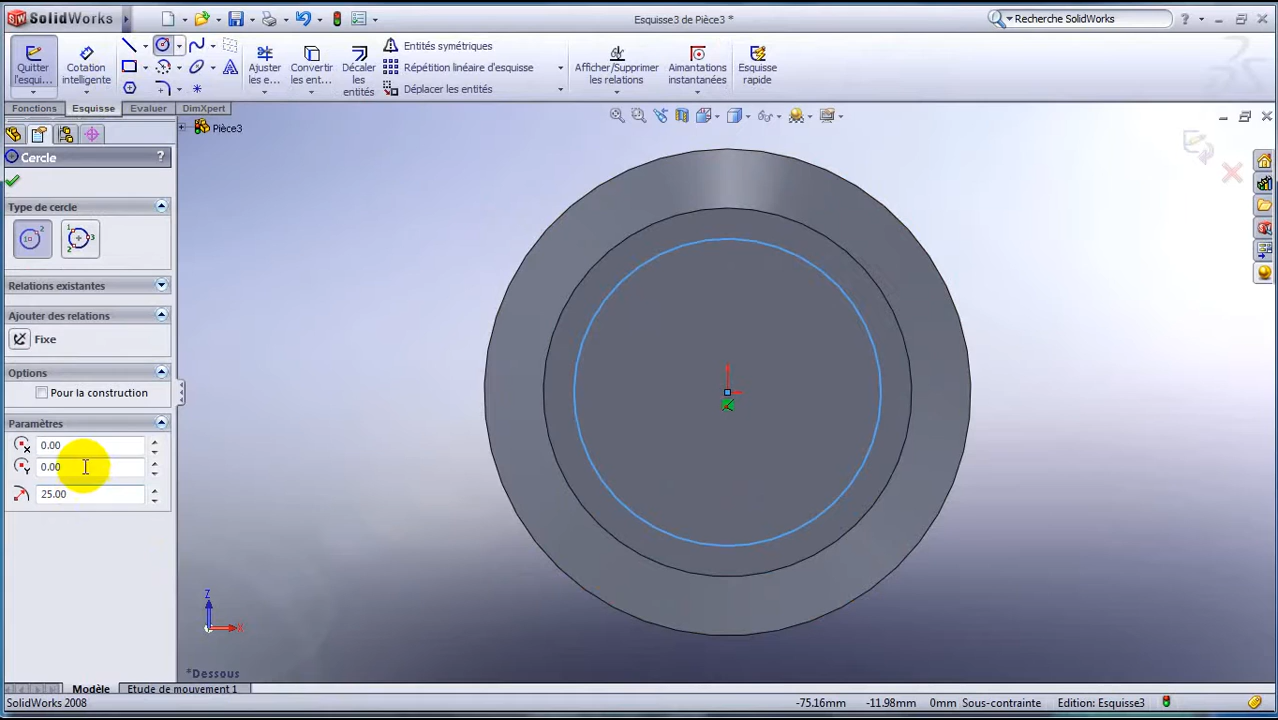 SolidWorks
Esquisse3 de Pièce3 *
Recherche SolidWorks
Quitter l'esqui...
Cotation intelligente
Ajuster les e...
Convertir les ent...
Décaler les entités
Entités symétriques
Répétition linéaire d'esquisse
Déplacer les entités
Afficher/Supprimer les relations
Aimantations instantanées
Esquisse rapide
Fonctions
Esquisse
Evaluer
DimXpert
Pièce3
Cercle
?
Type de cercle
Relations existantes
Ajouter des relations
Fixe
Options
Pour la construction
Paramètres
0.00
0.00
25.00
Z
X
*Dessous
Modèle
Etude de mouvement 1
SolidWorks 2008
-75.16mm
-11.98mm
0mm
Sous-contrainte
Edition: Esquisse3